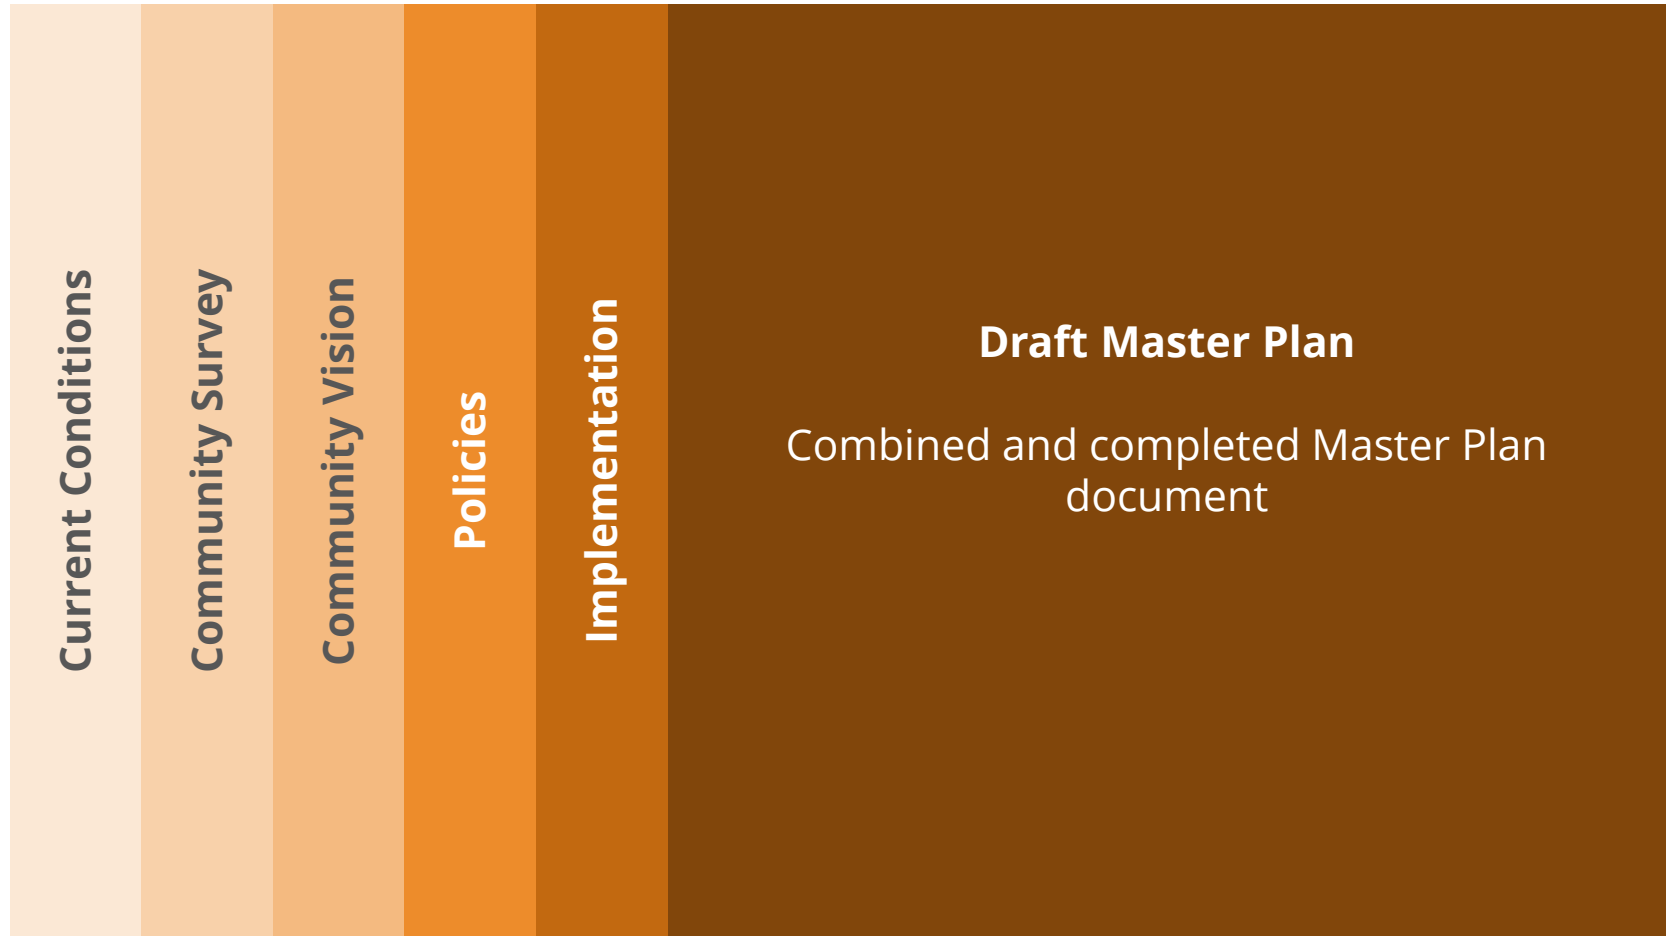 Current Conditions
Community Survey
Community Vision
Policies
Implementation
Draft Master Plan
Combined and completed Master Plan
document